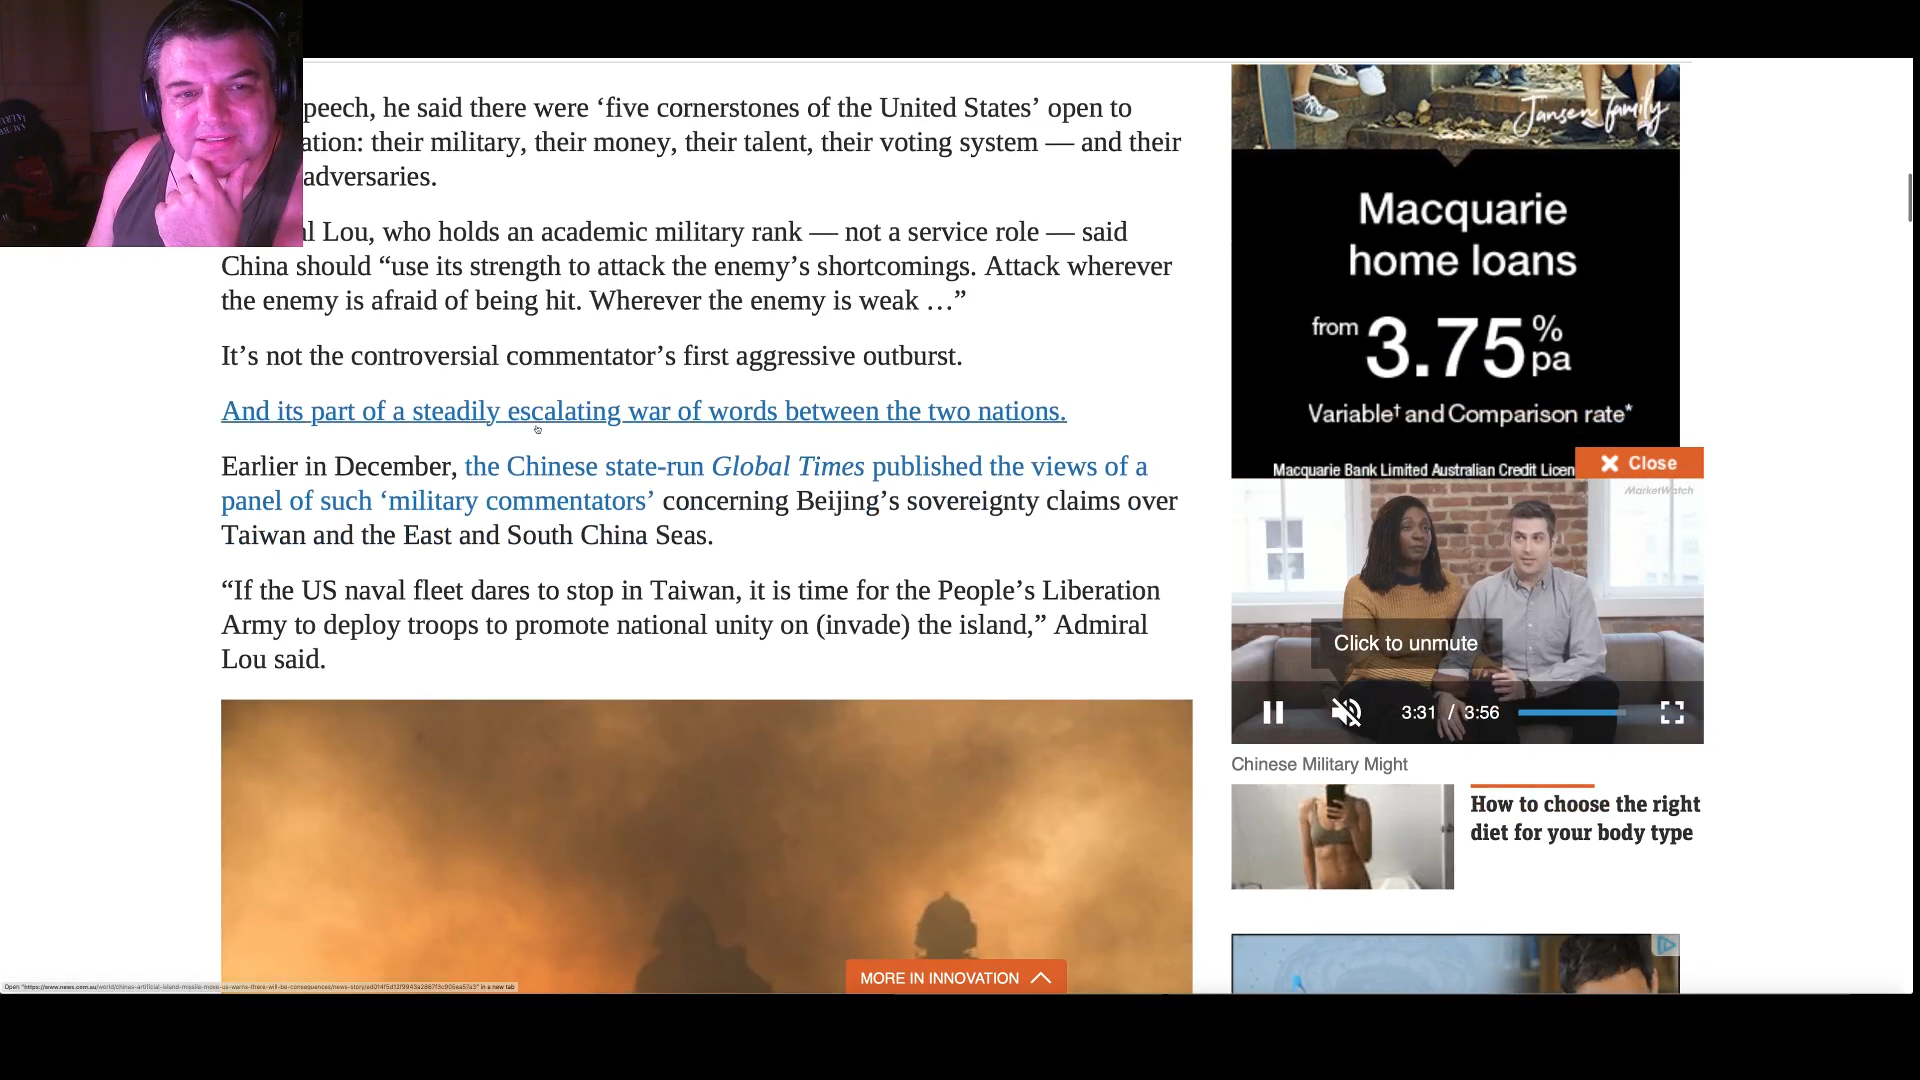 peech, he said there were ‘five cornerstones of the United States’ open to
ation: their military, their money, their talent, their voting system — and their
adversaries.
al Lou, who holds an academic military rank — not a service role — said
China should “use its strength to attack the enemy’s shortcomings. Attack wherever
the enemy is afraid of being hit. Wherever the enemy is weak …”
It’s not the controversial commentator’s first aggressive outburst.
And its part of a steadily escalating war of words between the two nations.
Earlier in December, the Chinese state-run Global Times published the views of a
panel of such ‘military commentators’ concerning Beijing’s sovereignty claims over
Taiwan and the East and South China Seas.
“If the US naval fleet dares to stop in Taiwan, it is time for the People’s Liberation
Army to deploy troops to promote national unity on (invade) the island,” Admiral
Lou said.
MORE IN INNOVATION
Jansen family
Macquarie
home loans
from 3.75% pa
Variable† and Comparison rate*
Macquarie Bank Limited Australian Credit Licen
Close
MarketWatch
Click to unmute
3:31 / 3:56
Chinese Military Might
How to choose the right
diet for your body type